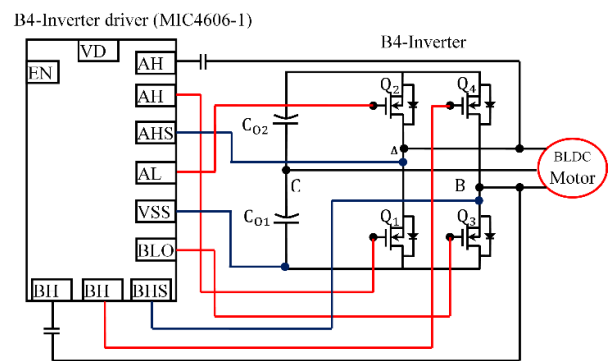 B4-Inverter driver (MIC4606-1)
B4-Inverter
VD
EN
AH
AH
AHS
AL
VSS
BLO
BH
BH
BHS
Q2
Q4
CO2
A
C
B
CO1
Q1
Q3
BLDC
Motor